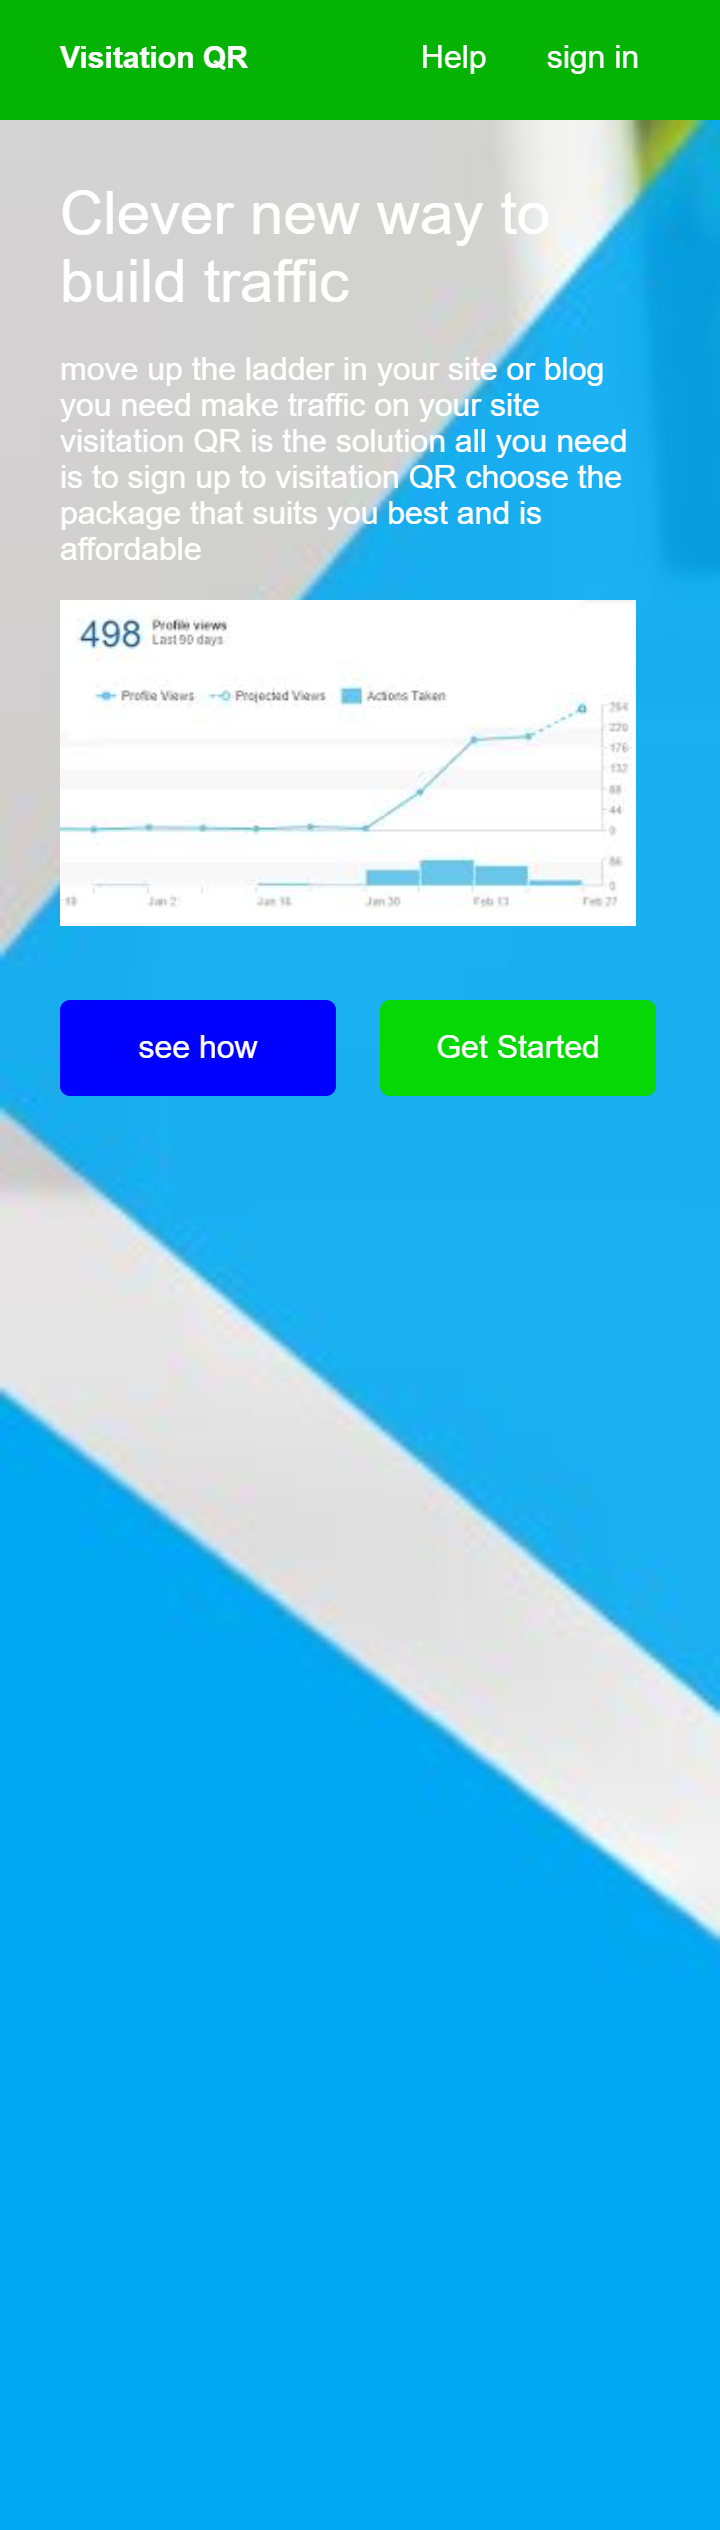 Visitation QR Help sign in
Clever new way to
build traffic
move up the ladder in your site or blog
you need make traffic on your site
visitation QR is the solution all you need
is to sign up to visitation QR choose the
package that suits you best and is
affordable
498 Profile views
Last 90 days
Profile Views Projected Views Actions Taken
264
220
176
132
88
44
0
86
0
19 Jan 2 Jan 16 Jan 30 Feb 13 Feb 27
see how Get Started